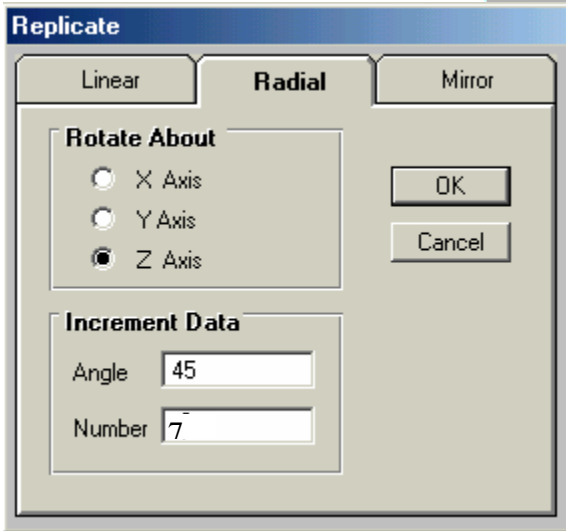 Replicate
Linear Radial Mirror
Rotate About
X Axis
Y Axis
Z Axis
OK
Cancel
Increment Data
Angle 45
Number 7